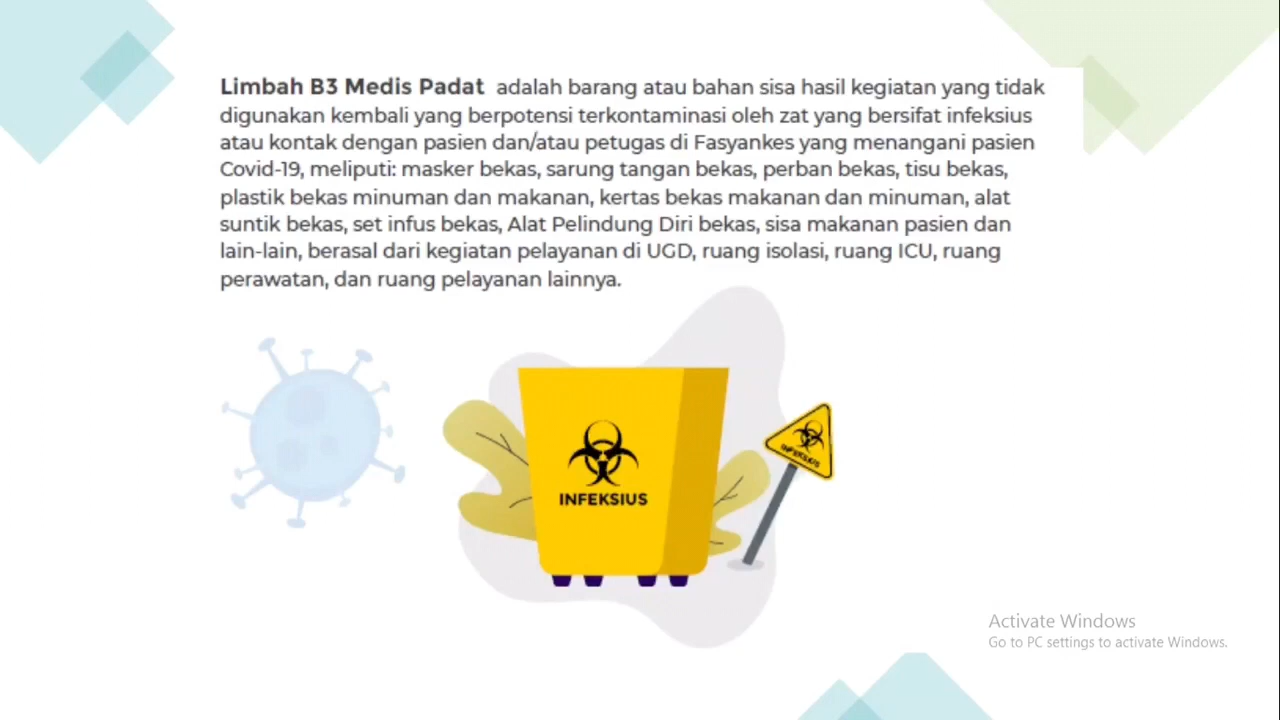 Limbah B3 Medis Padat adalah barang atau bahan sisa hasil kegiatan yang tidak
digunakan kembali yang berpotensi terkontaminasi oleh zat yang bersifat infeksius
atau kontak dengan pasien dan/atau petugas di Fasyankes yang menangani pasien
Covid-19, meliputi: masker bekas, sarung tangan bekas, perban bekas, tisu bekas,
plastik bekas minuman dan makanan, kertas bekas makanan dan minuman, alat
suntik bekas, set infus bekas, Alat Pelindung Diri bekas, sisa makanan pasien dan
lain-lain, berasal dari kegiatan pelayanan di UGD, ruang isolasi, ruang ICU, ruang
perawatan, dan ruang pelayanan lainnya.
INFEKSIUS
INFEKSIUS
Activate Windows
Go to PC settings to activate Windows.